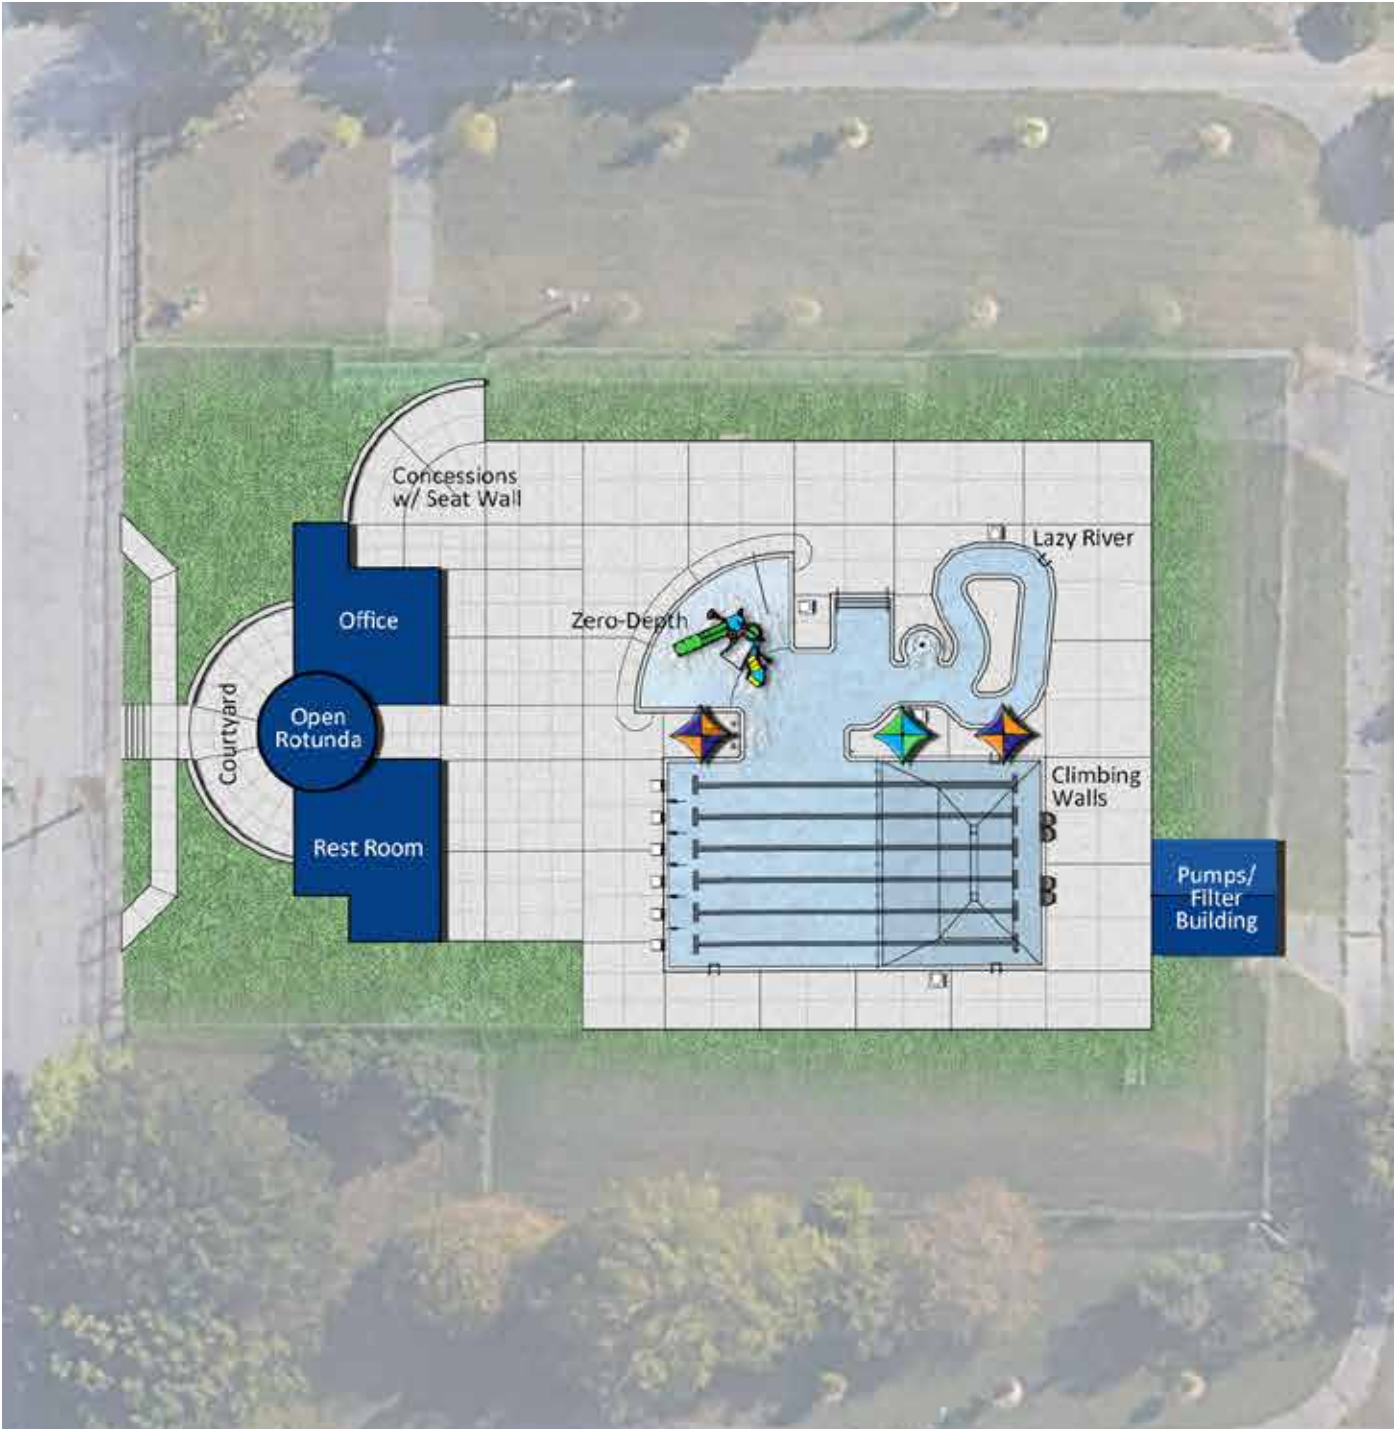 Concessions
w/ Seat Wall
Lazy River
Office
Zero-Depth
Courtyard
Open
Rotunda
Climbing
Walls
Rest Room
Pumps/
Filter
Building